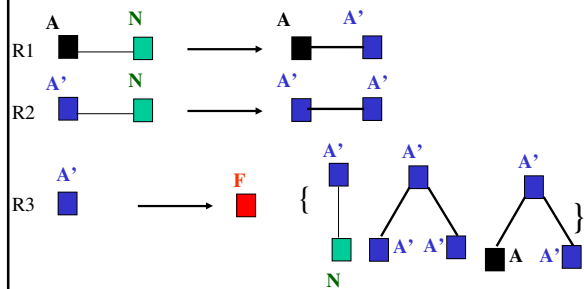 A N A A'
R1
A' N A' A'
R2
A' F A' A' A'
R3 { }
A' A' A A'
N